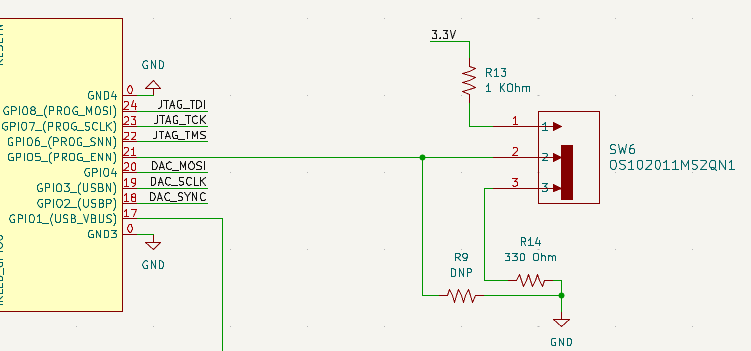 RESETN
3.3V
GND
R13
1 KOhm
GND4
0
GPIO8_(PROG_MOSI)
24
JTAG_TDI
GPIO7_(PROG_SCLK)
23
JTAG_TCK
GPIO6_(PROG_SNN)
22
JTAG_TMS
GPIO5_(PROG_ENN)
21
GPIO4
20
DAC_MOSI
GPIO3_(USBN)
19
DAC_SCLK
GPIO2_(USBP)
18
DAC_SYNC
GPIO1_(USB_VBUS)
17
GND3
0
GND
1
1
2
2
3
3
SW6
OS102011MS2QN1
R14
330 Ohm
R9
DNP
GND